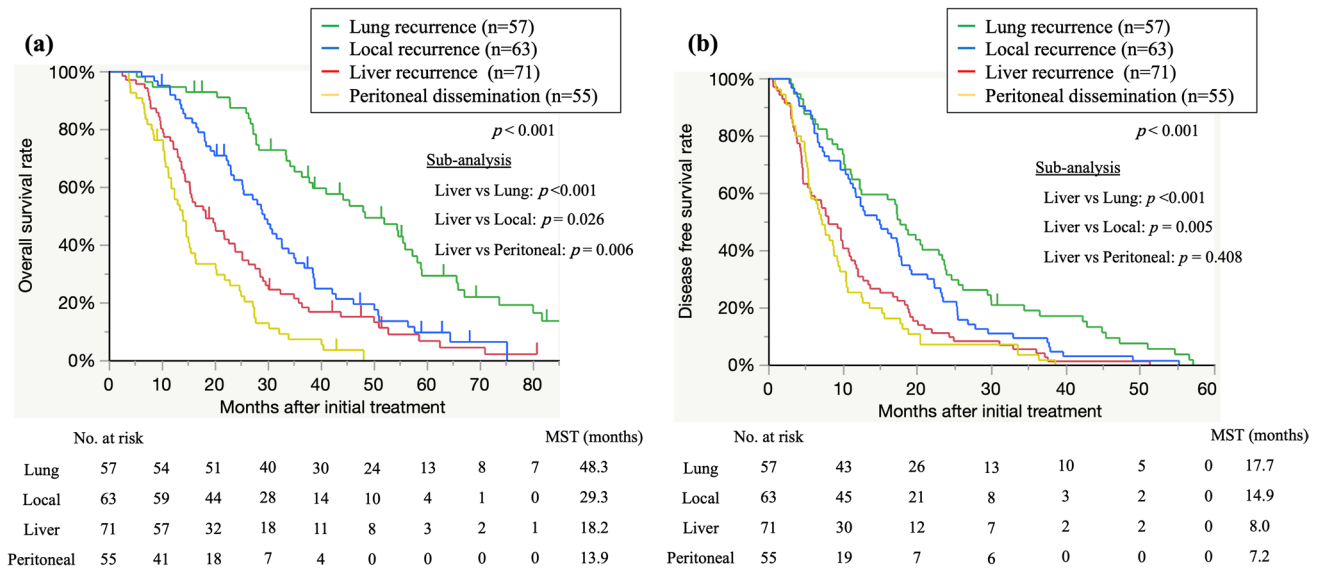 (a)
Lung recurrence (n=57)
Local recurrence (n=63)
Liver recurrence (n=71)
Peritoneal dissemination (n=55)
p < 0.001
Sub-analysis
Liver vs Lung: p <0.001
Liver vs Local: p = 0.026
Liver vs Peritoneal: p = 0.006
Overall survival rate
100%
80%
60%
40%
20%
0%
0 10 20 30 40 50 60 70 80
Months after initial treatment
No. at risk MST (months)
Lung 57 54 51 40 30 24 13 8 7 48.3
Local 63 59 44 28 14 10 4 1 0 29.3
Liver 71 57 32 18 11 8 3 2 1 18.2
Peritoneal 55 41 18 7 4 0 0 0 0 13.9
(b)
Lung recurrence (n=57)
Local recurrence (n=63)
Liver recurrence (n=71)
Peritoneal dissemination (n=55)
p < 0.001
Sub-analysis
Liver vs Lung: p <0.001
Liver vs Local: p = 0.005
Liver vs Peritoneal: p = 0.408
Disease free survival rate
100%
80%
60%
40%
20%
0%
0 10 20 30 40 50 60
Months after initial treatment
No. at risk MST (months)
Lung 57 43 26 13 10 5 0 17.7
Local 63 45 21 8 3 2 0 14.9
Liver 71 30 12 7 2 2 0 8.0
Peritoneal 55 19 7 6 0 0 0 7.2